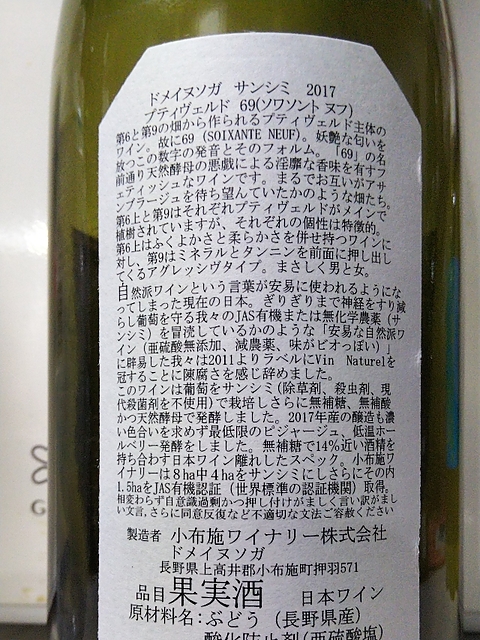 ドメイヌソガ　サンシミ　2017
プティヴェルド　69(ソワソント ヌフ)
第6と第9の畑から作られるプティヴェルド主体の
ワイン。故に69 (SOIXANTE NEUF)。妖艶な匂いを
放つこの数字の発音とそのフォルム。「69」の名
前通り天然酵母の悪戯による淫靡な香味を有すフ
ェティッシュなワインです。まるでお互いがアサ
ンブラージュを待ち望んでいたかのような畑たち。
第6上と第9はそれぞれプティヴェルドがメインで
植樹されていますが、それぞれの個性は特徴的。
第6上はふくよかさと柔らかさを併せ持つワインに
対し、第9はミネラルとタンニンを前面に押し出し
てくるアグレッシヴタイプ。まさしく男と女。
自然派ワインという言葉が安易に使われるようにな
ってしまった現在の日本。ぎりぎりまで神経をすり減
らし葡萄を守る我々のJAS有機または無化学農薬（サ
ンシミ）を冒涜しているかのような「安易な自然派ワ
イン（亜硫酸無添加、減農薬、味がビオっぽい）」
に辟易した我々は2011よりラベルにVin Naturelを
冠することに陳腐さを感じ辞めました。
このワインは葡萄をサンシミ(除草剤、殺虫剤、現
代殺菌剤を不使用)で栽培しさらに無補糖、無補酸
かつ天然酵母で発酵しました。2017年産の醸造も濃
い色合いを求めず最低限のピジャージュ、低温ホー
ルベリー発酵をしました。無補糖で14%近い酒精を
持ち合わす日本ワイン離れしたスペック。小布施ワ
イナリーは8ha中4haをサンシミにしさらにその内
1.5haをJAS有機認証（世界標準の認証機関）取得。
相変わらず自意識過剰かつ押し付けがましく言い訳がまし
い文言,さらに同意反復など不適切な文法ご容赦ください
製造者　小布施ワイナリー株式会社
ドメイヌソガ
長野県上高井郡小布施町押羽571
品目果実酒　日本ワイン
原材料名:ぶどう（長野県産）
酸化防止剤(亜硫酸塩)
G